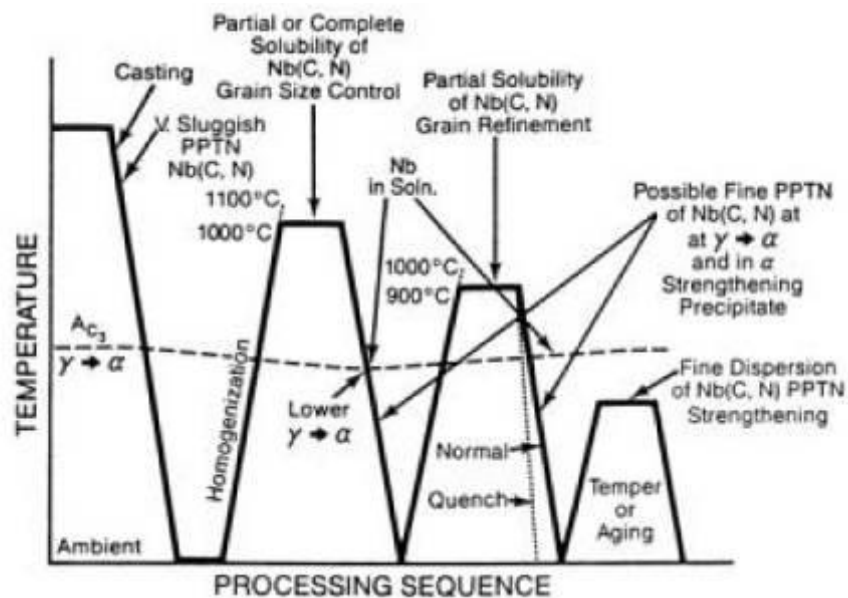 Partial or Complete
Solubility of
Nb(C, N)
Grain Size Control
Casting
V. Sluggish
PPTN
Nb(C, N)
Partial Solubility
of Nb(C, N)
Grain Refinement
Nb
in Soln.
1100°C
1000°C
1000°C
900°C
Possible Fine PPTN
of Nb(C, N) at
at γ → α
and in α
Strengthening
Precipitate
TEMPERATURE
Ac3
γ → α
Homogenization
Lower
γ → α
Fine Dispersion
of Nb(C, N) PPTN
Strengthening
Normal
Quench
Temper
or
Aging
Ambient
PROCESSING SEQUENCE